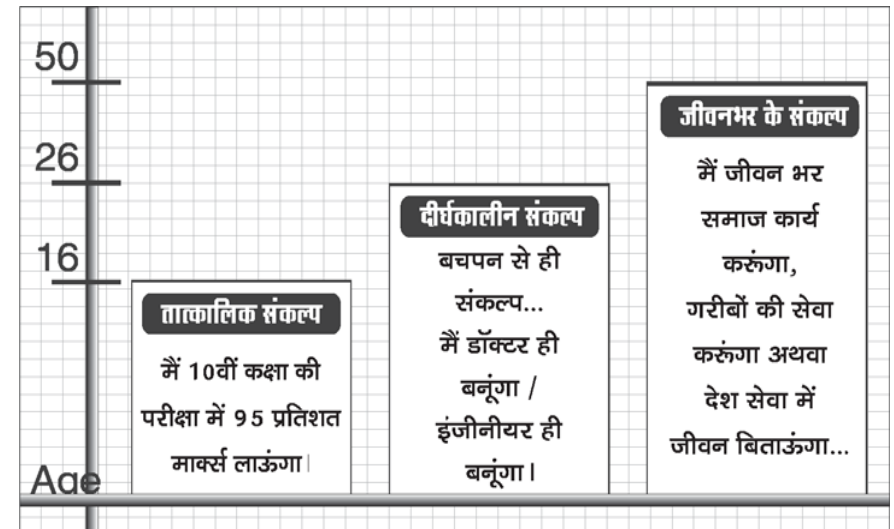 50
26
16
Age
तात्कालिक संकल्प
मैं 10वीं कक्षा की
परीक्षा में 95 प्रतिशत
मार्क्स लाऊंगा।
दीर्घकालीन संकल्प
बचपन से ही
संकल्प...
मैं डॉक्टर ही
बनूंगा /
इंजीनीयर ही
बनूंगा।
जीवनभर के संकल्प
मैं जीवन भर
समाज कार्य
करूंगा,
गरीबों की सेवा
करूंगा अथवा
देश सेवा में
जीवन बिताऊंगा...